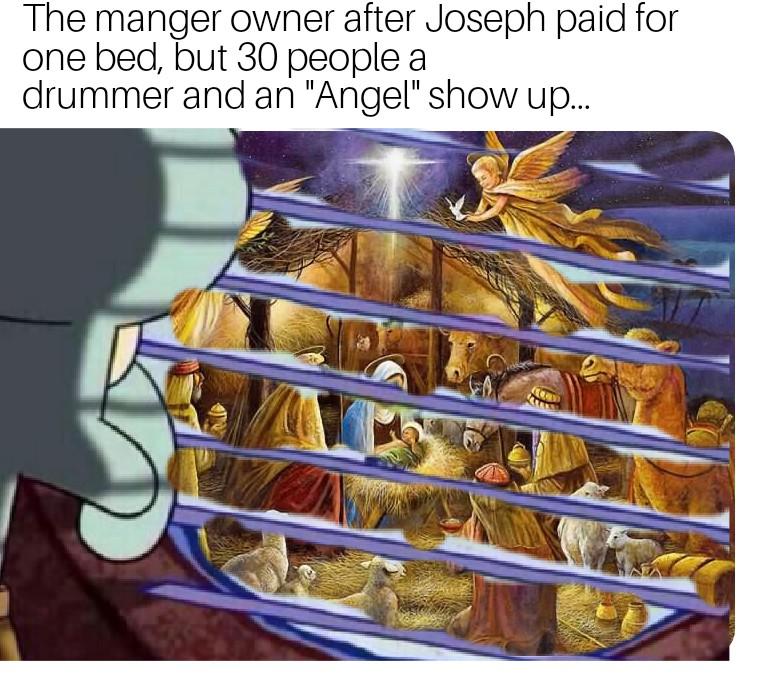 The manger owner after Joseph paid for
one bed, but 30 people a
drummer and an "Angel" show up...